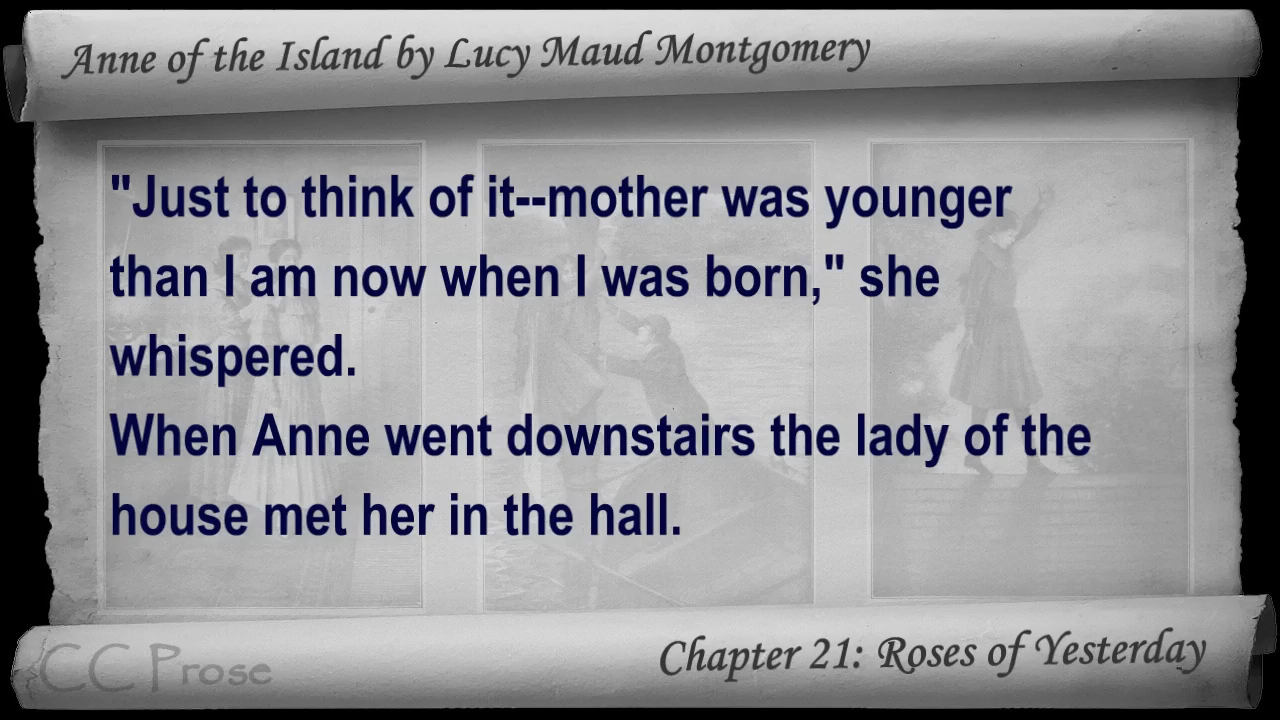 Anne of the Island by Lucy Maud Montgomery
"Just to think of it--mother was younger
than I am now when I was born," she
whispered.
When Anne went downstairs the lady of the
house met her in the hall.
CC Prose
Chapter 21: Roses of Yesterday